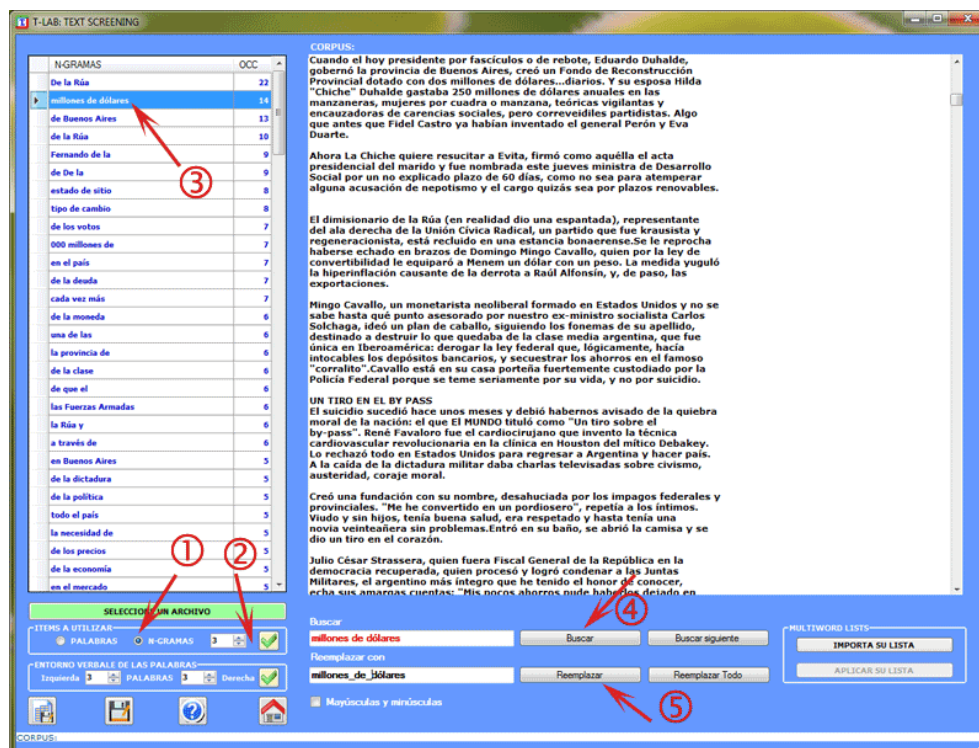 T-LAB: TEXT SCREENING
N-GRAMAS OCC
De la Rúa 22
millones de dólares 14
de Buenos Aires 13
de la Rúa 10
Fernando de la 9
de De la 9
estado de sitio 8
tipo de cambio 8
de los votos 7
000 millones de 7
en el país 7
de la deuda 7
cada vez más 7
de la moneda 6
una de las 6
la provincia de 6
de la clase 6
de que el 6
las Fuerzas Armadas 6
la Rúa y 6
a través de 6
en Buenos Aires 5
de la dictadura 5
de la política 5
todo el país 5
la necesidad de 5
de los precios 5
de la economía 5
en el mercado 5
③
①
②
SELECCIONE UN ARCHIVO
ITEMS A UTILIZAR
PALABRAS N-GRAMAS 3
ENTORNO VERBALE DE LAS PALABRAS
Izquierda 3 PALABRAS 3 Derecha
CORPUS:
Cuando el hoy presidente por fascículos o de rebote, Eduardo Duhalde,
gobernó la provincia de Buenos Aires, creó un Fondo de Reconstrucción
Provincial dotado con dos millones de dólares...diarios. Y su esposa Hilda
"Chiche" Duhalde gastaba 250 millones de dólares anuales en las
manzaneras, mujeres por cuadra o manzana, teóricas vigilantas y
encauzadoras de carencias sociales, pero correveidiles partidistas. Algo
que antes que Fidel Castro ya habían inventado el general Perón y Eva
Duarte.
Ahora La Chiche quiere resucitar a Evita, firmó como aquélla el acta
presidencial del marido y fue nombrada este jueves ministra de Desarrollo
Social por un no explicado plazo de 60 días, como no sea para atemperar
alguna acusación de nepotismo y el cargo quizás sea por plazos renovables.
El dimisionario de la Rúa (en realidad dio una espantada), representante
del ala derecha de la Unión Cívica Radical, un partido que fue krausista y
regeneracionista, está recluido en una estancia bonaerense.Se le reprocha
haberse echado en brazos de Domingo Mingo Cavallo, quien por la ley de
convertibilidad le equiparó a Menem un dólar con un peso. La medida yuguló
la hiperinflación causante de la derrota a Raúl Alfonsín, y, de paso, las
exportaciones.
Mingo Cavallo, un monetarista neoliberal formado en Estados Unidos y no se
sabe hasta qué punto asesorado por nuestro ex-ministro socialista Carlos
Solchaga, ideó un plan de caballo, siguiendo los fonemas de su apellido,
destinado a destruir lo que quedaba de la clase media argentina, que fue
única en Iberoamérica: derogar la ley federal que, lógicamente, hacía
intocables los depósitos bancarios, y secuestrar los ahorros en el famoso
"corralito".Cavallo está en su casa porteña fuertemente custodiado por la
Policía Federal porque se teme seriamente por su vida, y no por suicidio.
UN TIRO EN EL BY PASS
El suicidio sucedió hace unos meses y debió habernos avisado de la quiebra
moral de la nación: el que El MUNDO tituló como "Un tiro sobre el
by-pass". René Favaloro fue el cardiocirujano que invento la técnica
cardiovascular revolucionaria en la clínica en Houston del mítico Debakey.
Lo rechazó todo en Estados Unidos para regresar a Argentina y hacer país.
A la caída de la dictadura militar daba charlas televisadas sobre civismo,
austeridad, coraje moral.
Creó una fundación con su nombre, desahuciada por los impagos federales y
provinciales. "Me he convertido en un pordiosero", repetía a los íntimos.
Viudo y sin hijos, tenía buena salud, era respetado y hasta tenía una
novia veinteañera sin problemas.Entró en su baño, se abrió la camisa y se
dio un tiro en el corazón.
Julio César Strassera, quien fuera Fiscal General de la República en la
democracia recuperada, quien procesó y logró condenar a las Juntas
Militares, el argentino más íntegro que he tenido el honor de conocer,
echa sus amargas cuentas: "Mis pocos ahorros pude haberlos dejado en
④
Buscar
millones de dólares Buscar Buscar siguiente
Reemplazar con
millones_de_dólares Reemplazar Reemplazar Todo
⑤
Mayúsculas y minúsculas
MULTIWORD LISTS
IMPORTA SU LISTA
APLICAR SU LISTA
CORPUS: